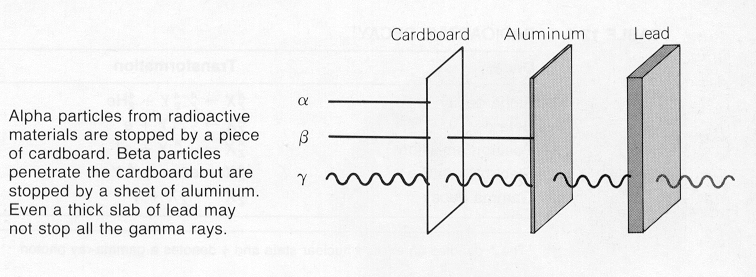 Cardboard Aluminum Lead
α
β
γ
Alpha particles from radioactive
materials are stopped by a piece
of cardboard. Beta particles
penetrate the cardboard but are
stopped by a sheet of aluminum.
Even a thick slab of lead may
not stop all the gamma rays.